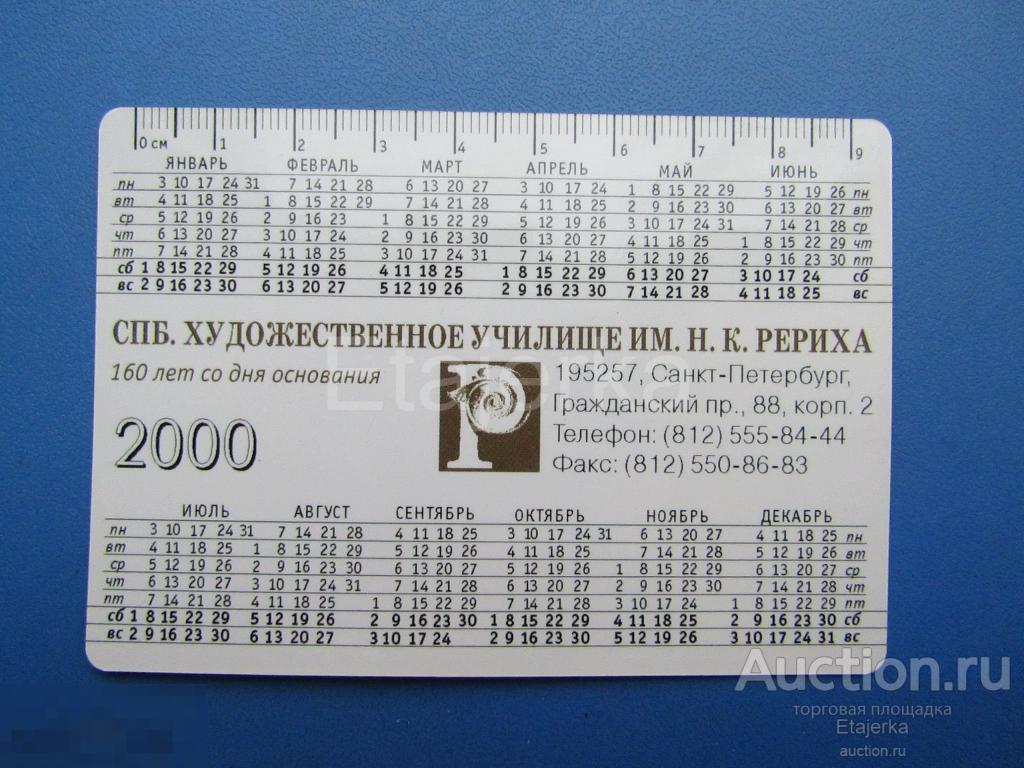 0 см 1 2 3 4 5 6 7 8 9
ЯНВАРЬ ФЕВРАЛЬ МАРТ АПРЕЛЬ МАЙ ИЮНЬ
пн 3 10 17 24 31 7 14 21 28 6 13 20 27 3 10 17 24 1 8 15 22 29 5 12 19 26 пн
вт 4 11 18 25 1 8 15 22 29 7 14 21 28 4 11 18 25 2 9 16 23 30 6 13 20 27 вт
ср 5 12 19 26 2 9 16 23 1 8 15 22 29 5 12 19 26 3 10 17 24 31 7 14 21 28 ср
чт 6 13 20 27 3 10 17 24 2 9 16 23 30 6 13 20 27 4 11 18 25 1 8 15 22 29 чт
пт 7 14 21 28 4 11 18 25 3 10 17 24 31 7 14 21 28 5 12 19 26 2 9 16 23 30 пт
сб 1 8 15 22 29 5 12 19 26 4 11 18 25 1 8 15 22 29 6 13 20 27 3 10 17 24 сб
вс 2 9 16 23 30 6 13 20 27 5 12 19 26 2 9 16 23 30 7 14 21 28 4 11 18 25 вс
СПБ. ХУДОЖЕСТВЕННОЕ УЧИЛИЩЕ ИМ. Н. К. РЕРИХА
160 лет со дня основания
2000
Etajerka
195257, Санкт-Петербург,
Гражданский пр., 88, корп. 2
Телефон: (812) 555-84-44
Факс: (812) 550-86-83
ИЮЛЬ АВГУСТ СЕНТЯБРЬ ОКТЯБРЬ НОЯБРЬ ДЕКАБРЬ
пн 3 10 17 24 31 7 14 21 28 4 11 18 25 3 10 17 24 31 6 13 20 27 4 11 18 25 пн
вт 4 11 18 25 1 8 15 22 29 5 12 19 26 4 11 18 25 7 14 21 28 5 12 19 26 вт
ср 5 12 19 26 2 9 16 23 30 6 13 20 27 5 12 19 26 1 8 15 22 29 6 13 20 27 ср
чт 6 13 20 27 3 10 17 24 31 7 14 21 28 6 13 20 27 2 9 16 23 30 7 14 21 28 чт
пт 7 14 21 28 4 11 18 25 1 8 15 22 29 7 14 21 28 3 10 17 24 1 8 15 22 29 пт
сб 1 8 15 22 29 5 12 19 26 2 9 16 23 30 1 8 15 22 29 4 11 18 25 2 9 16 23 30 сб
вс 2 9 16 23 30 6 13 20 27 3 10 17 24 2 9 16 23 30 5 12 19 26 3 10 17 24 31 вс
Auction.ru
торговая площадка
Etajerka
auction.ru